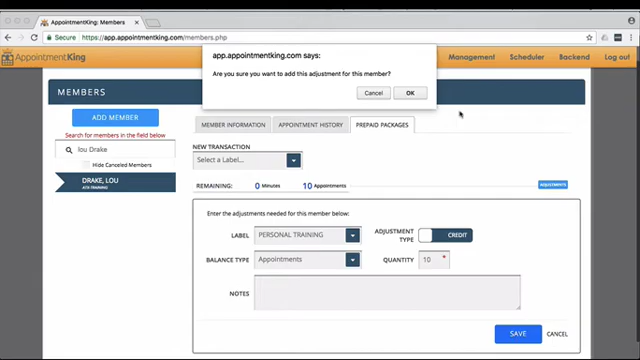 AppointmentKing: Members
Secure https://app.appointmentking.com/members.php
AppointmentKing
Management Scheduler Backend Log out
app.appointmentking.com says:
Are you sure you want to add this adjustment for this member?
Cancel OK
MEMBERS
ADD MEMBER
Search for members in the field below
lou Drake
Hide Canceled Members
DRAKE, LOU
MEMBER INFORMATION APPOINTMENT HISTORY PREPAID PACKAGES
NEW TRANSACTION
Select a Label...
REMAINING: 0 Minutes 10 Appointments ADJUSTMENTS
Enter the adjustments needed for this member below:
LABEL PERSONAL TRAINING ADJUSTMENT TYPE CREDIT
BALANCE TYPE Appointments QUANTITY 10 *
NOTES
SAVE CANCEL